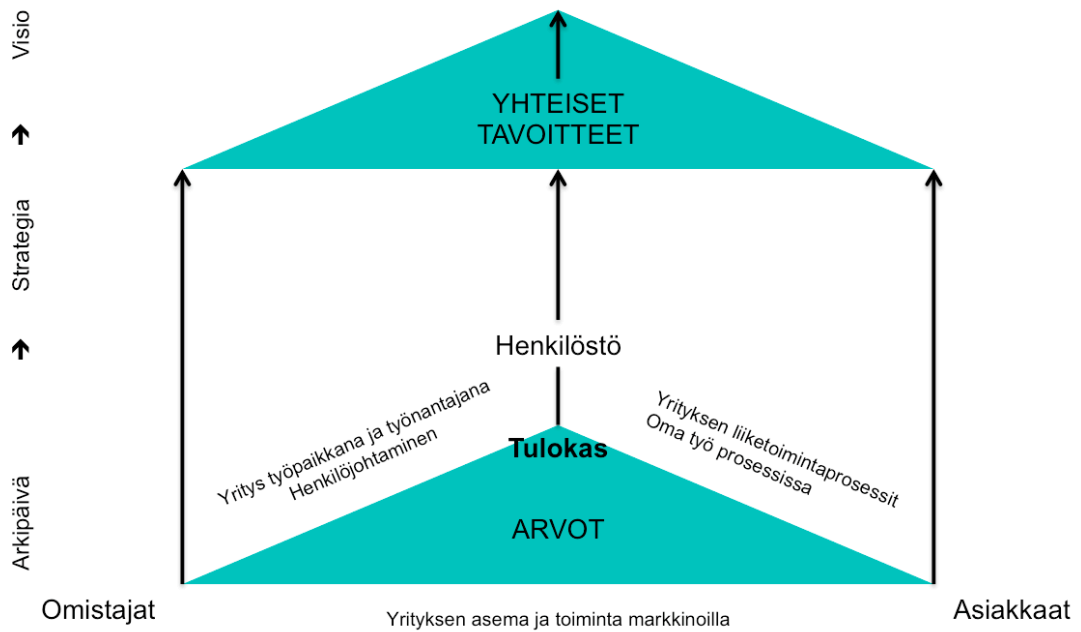 Visio
YHTEISET
TAVOITTEET
Strategia
Henkilöstö
Yritys työpaikkana ja työnantajana
Henkilöjohtaminen
Yrityksen liiketoimintaprosessit
Oma työ prosessissa
Tulokas
Arkipäivä
ARVOT
Omistajat
Yrityksen asema ja toiminta markkinoilla
Asiakkaat